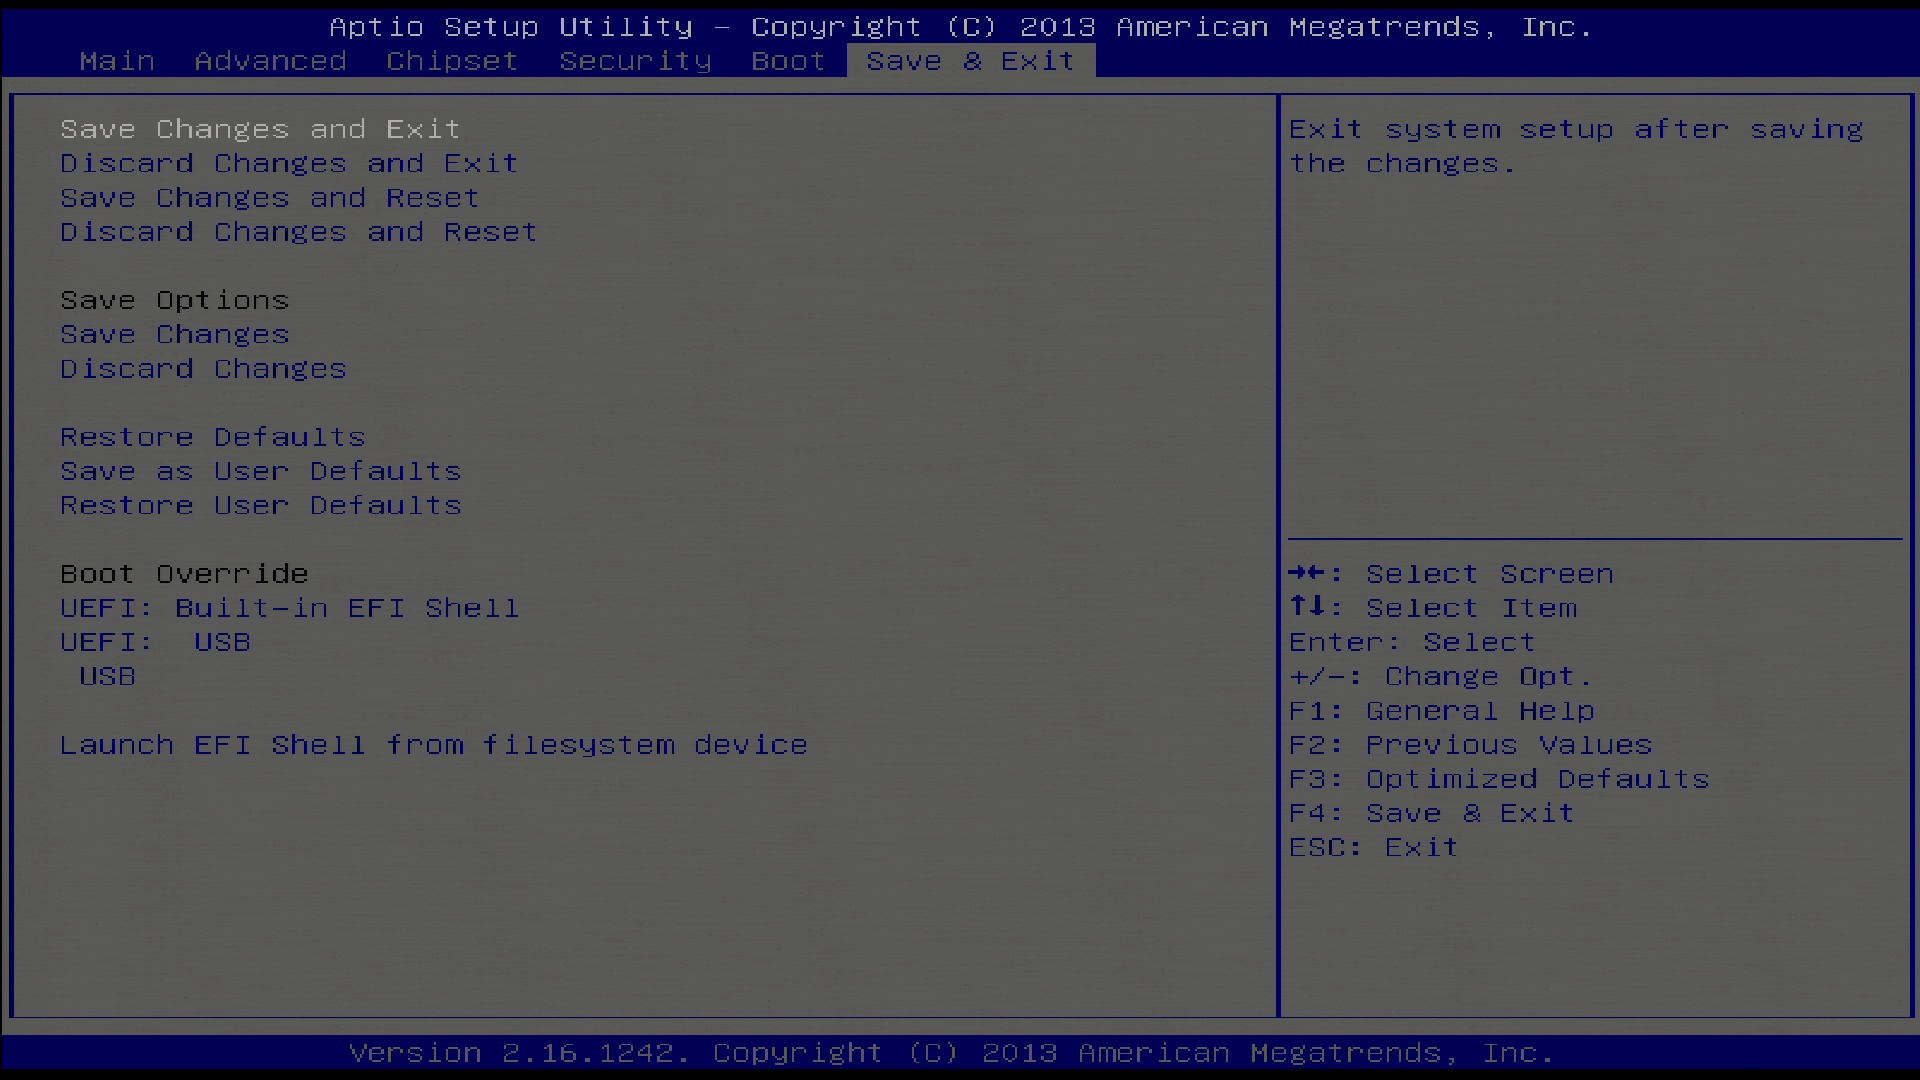 Aptio Setup Utility – Copyright (C) 2013 American Megatrends, Inc.
Main Advanced Chipset Security Boot Save & Exit
Save Changes and Exit
Discard Changes and Exit
Save Changes and Reset
Discard Changes and Reset
Save Options
Save Changes
Discard Changes
Restore Defaults
Save as User Defaults
Restore User Defaults
Boot Override
UEFI: Built-in EFI Shell
UEFI:  USB
USB
Launch EFI Shell from filesystem device
Exit system setup after saving
the changes.
→←: Select Screen
↑↓: Select Item
Enter: Select
+/-: Change Opt.
F1: General Help
F2: Previous Values
F3: Optimized Defaults
F4: Save & Exit
ESC: Exit
Version 2.16.1242. Copyright (C) 2013 American Megatrends, Inc.